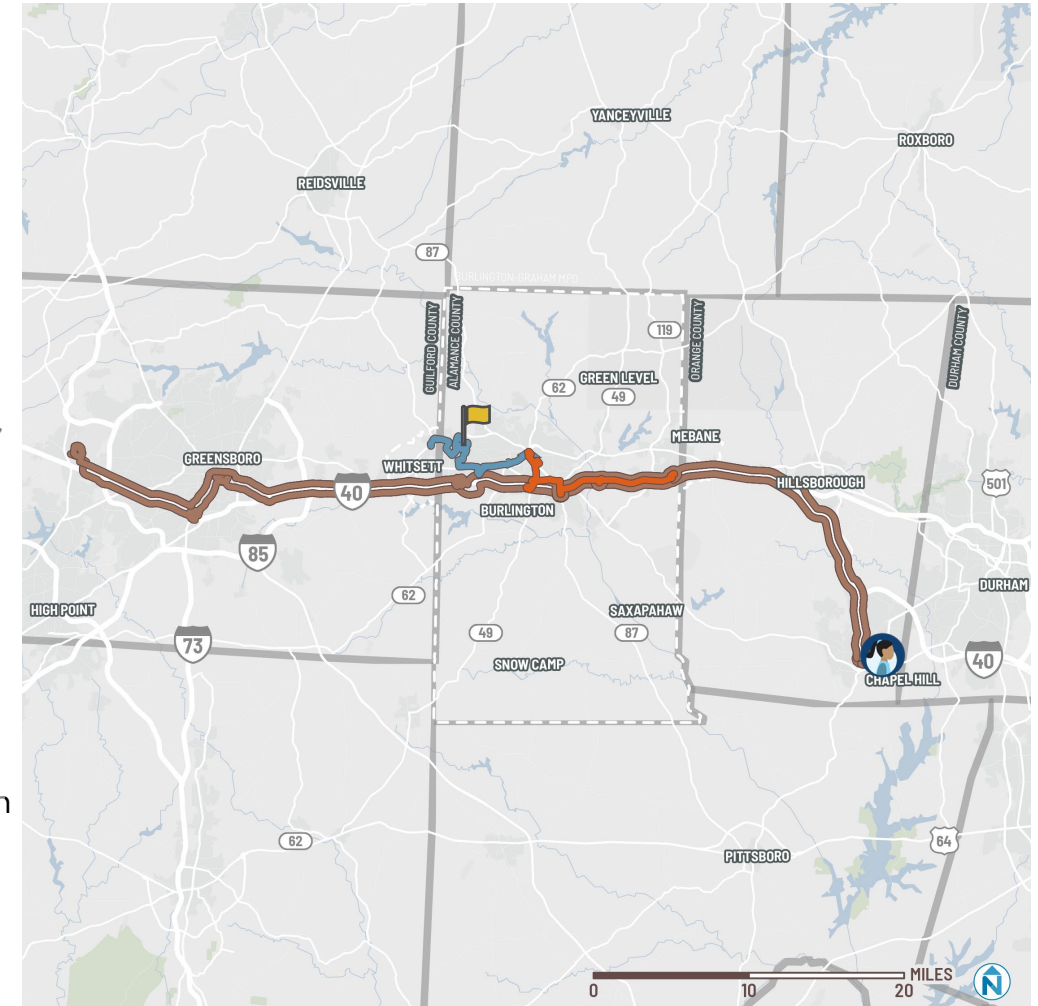 YANCEYVILLE
ROXBORO
REIDSVILLE
87
BURLINGTON-GRAHAM MPO
GUILFORD COUNTY
ALAMANCE COUNTY
119
ORANGE COUNTY
DURHAM COUNTY
62
GREEN LEVEL
49
MEBANE
GREENSBORO
WHITSETT
40
HILLSBOROUGH
501
BURLINGTON
85
DURHAM
62
HIGH POINT
SAXAPAHAW
73
49
87
SNOW CAMP
40
CHAPEL HILL
,
n
62
64
PITTSBORO
MILES
0
10
20
N